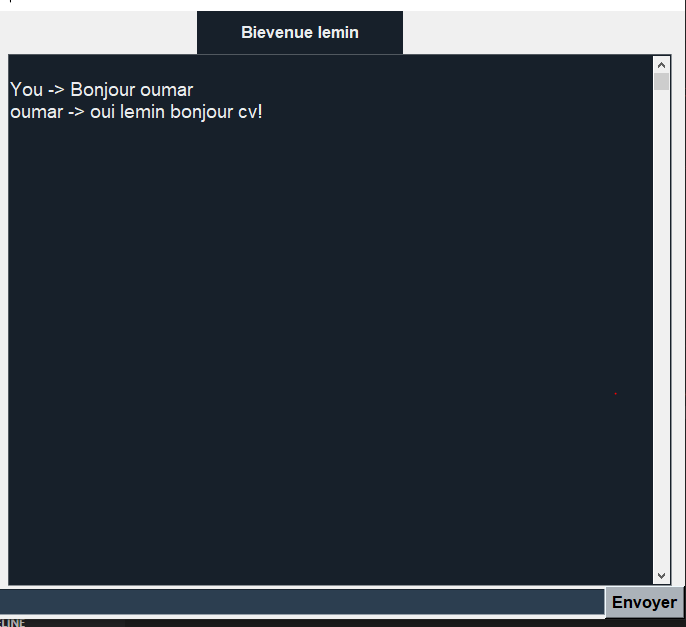 Bievenue lemin
You -> Bonjour oumar
oumar -> oui lemin bonjour cv!
Envoyer